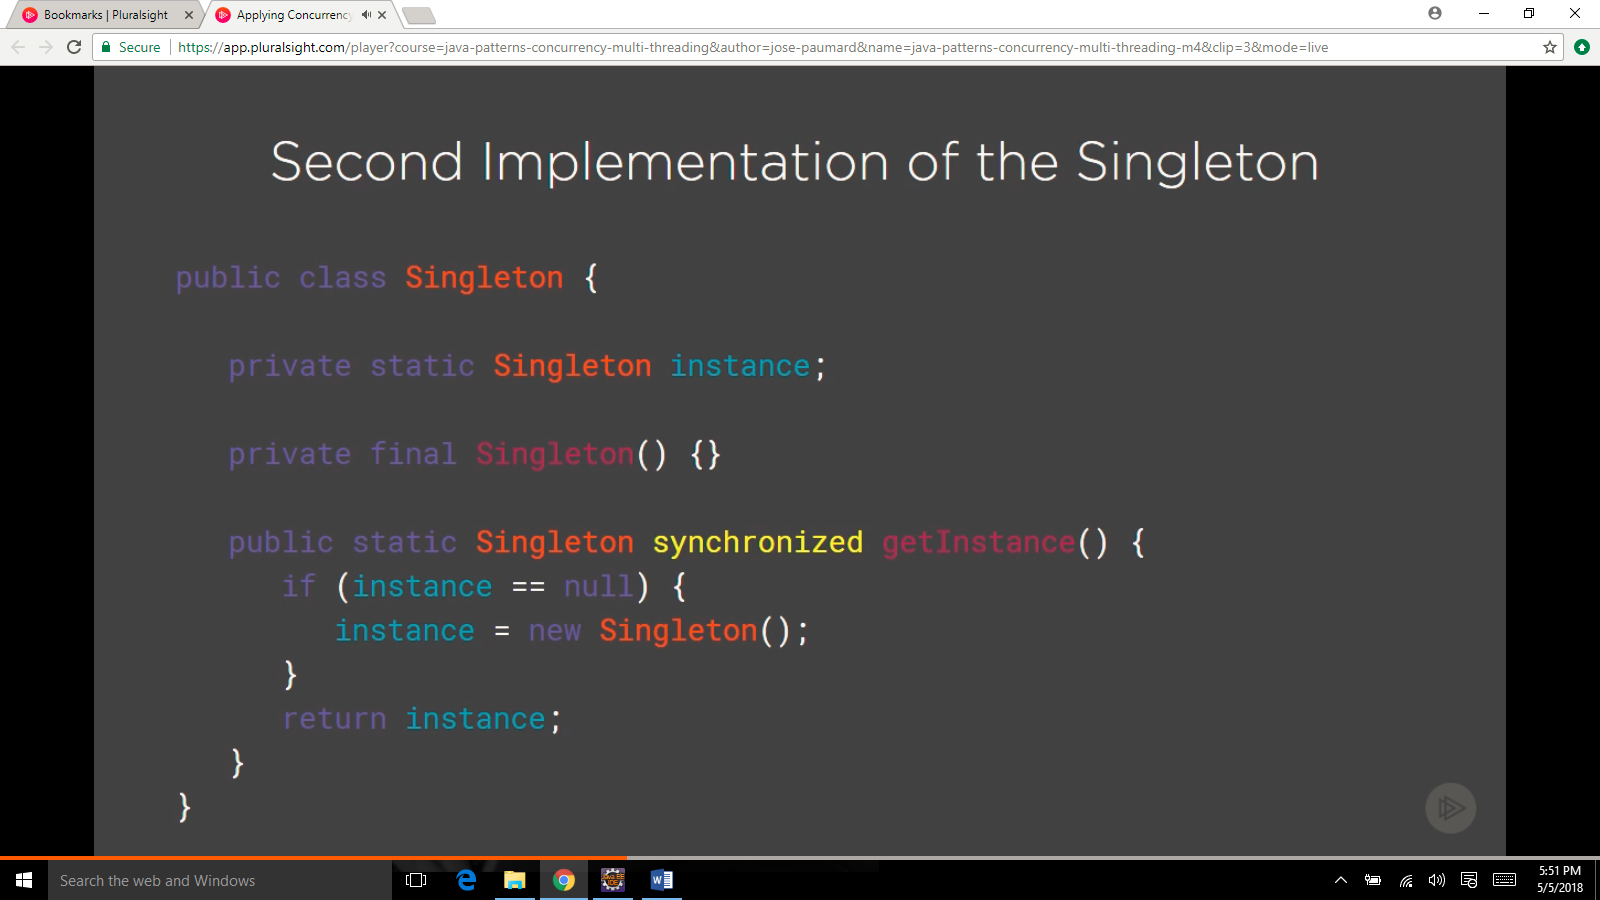 Bookmarks | Pluralsight
Applying Concurrency
Secure
https://app.pluralsight.com/player?course=java-patterns-concurrency-multi-threading&author=jose-paumard&name=java-patterns-concurrency-multi-threading-m4&clip=3&mode=live
Second Implementation of the Singleton
public class Singleton {
private static Singleton instance;
private final Singleton() {}
public static Singleton synchronized getInstance() {
if (instance == null) {
instance = new Singleton();
}
return instance;
}
}
Search the web and Windows
5:51 PM
5/5/2018